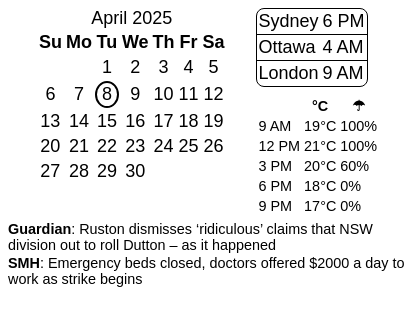 April 2025
Su Mo Tu We Th Fr Sa
1 2 3 4 5
6 7 8 9 10 11 12
13 14 15 16 17 18 19
20 21 22 23 24 25 26
27 28 29 30
Sydney 6 PM
Ottawa 4 AM
London 9 AM
°C ☂
9 AM 19°C 100%
12 PM 21°C 100%
3 PM 20°C 60%
6 PM 18°C 0%
9 PM 17°C 0%
Guardian: Ruston dismisses ‘ridiculous’ claims that NSW
division out to roll Dutton – as it happened
SMH: Emergency beds closed, doctors offered $2000 a day to
work as strike begins